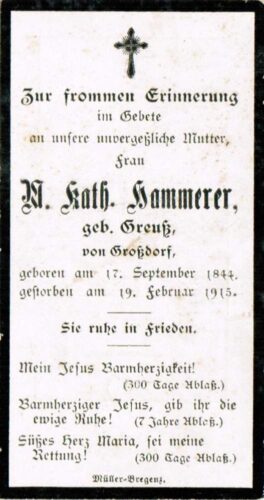 Zur frommen Erinnerung
im Gebete
an unsere unvergeßliche Mutter,
Frau
M. Kath. Hammerer,
geb. Greuß,
von Großdorf,
geboren am 17. September 1844.
gestorben am 19. Februar 1915.
Sie ruhe in Frieden.
Mein Jesus Barmherzigkeit!
(300 Tage Ablaß.)
Barmherziger Jesus, gib ihr die
ewige Ruhe! (7 Jahre Ablaß.)
Süßes Herz Maria, sei meine
Rettung! (300 Tage Ablaß.)
Müller-Bregenz.